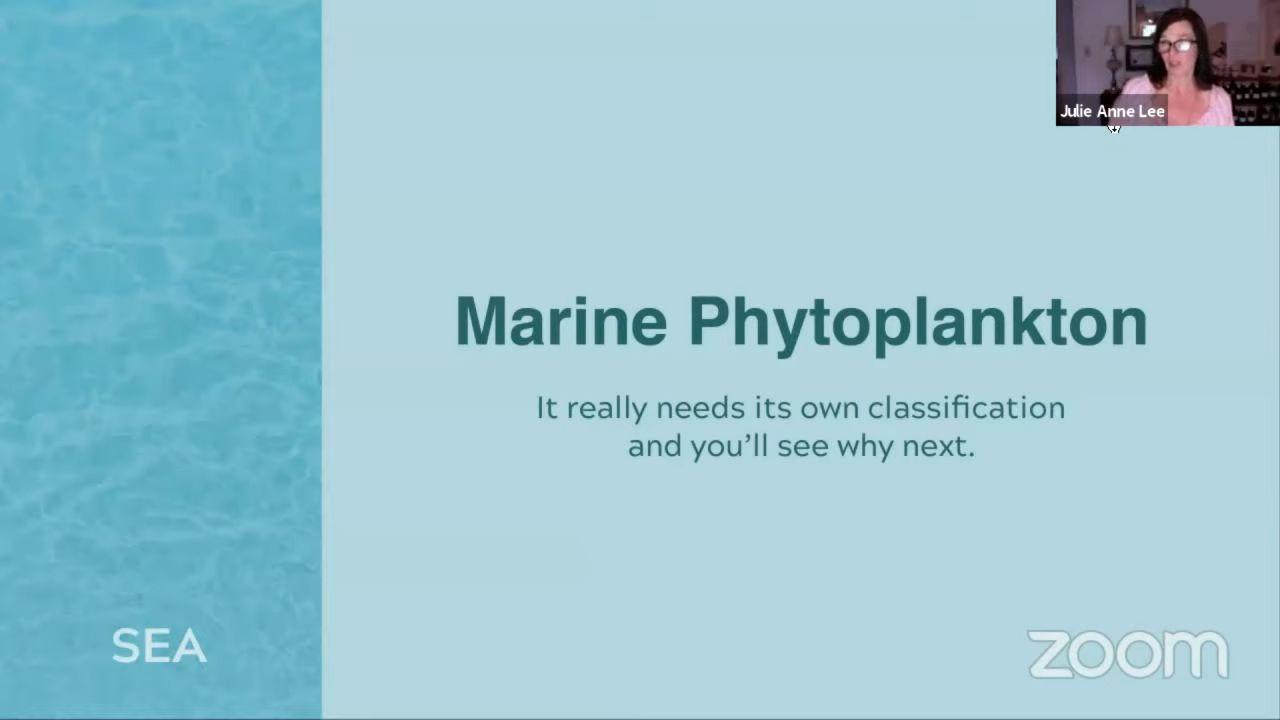 Julie Anne Lee
Marine Phytoplankton
It really needs its own classification
and you’ll see why next.
SEA
zoom